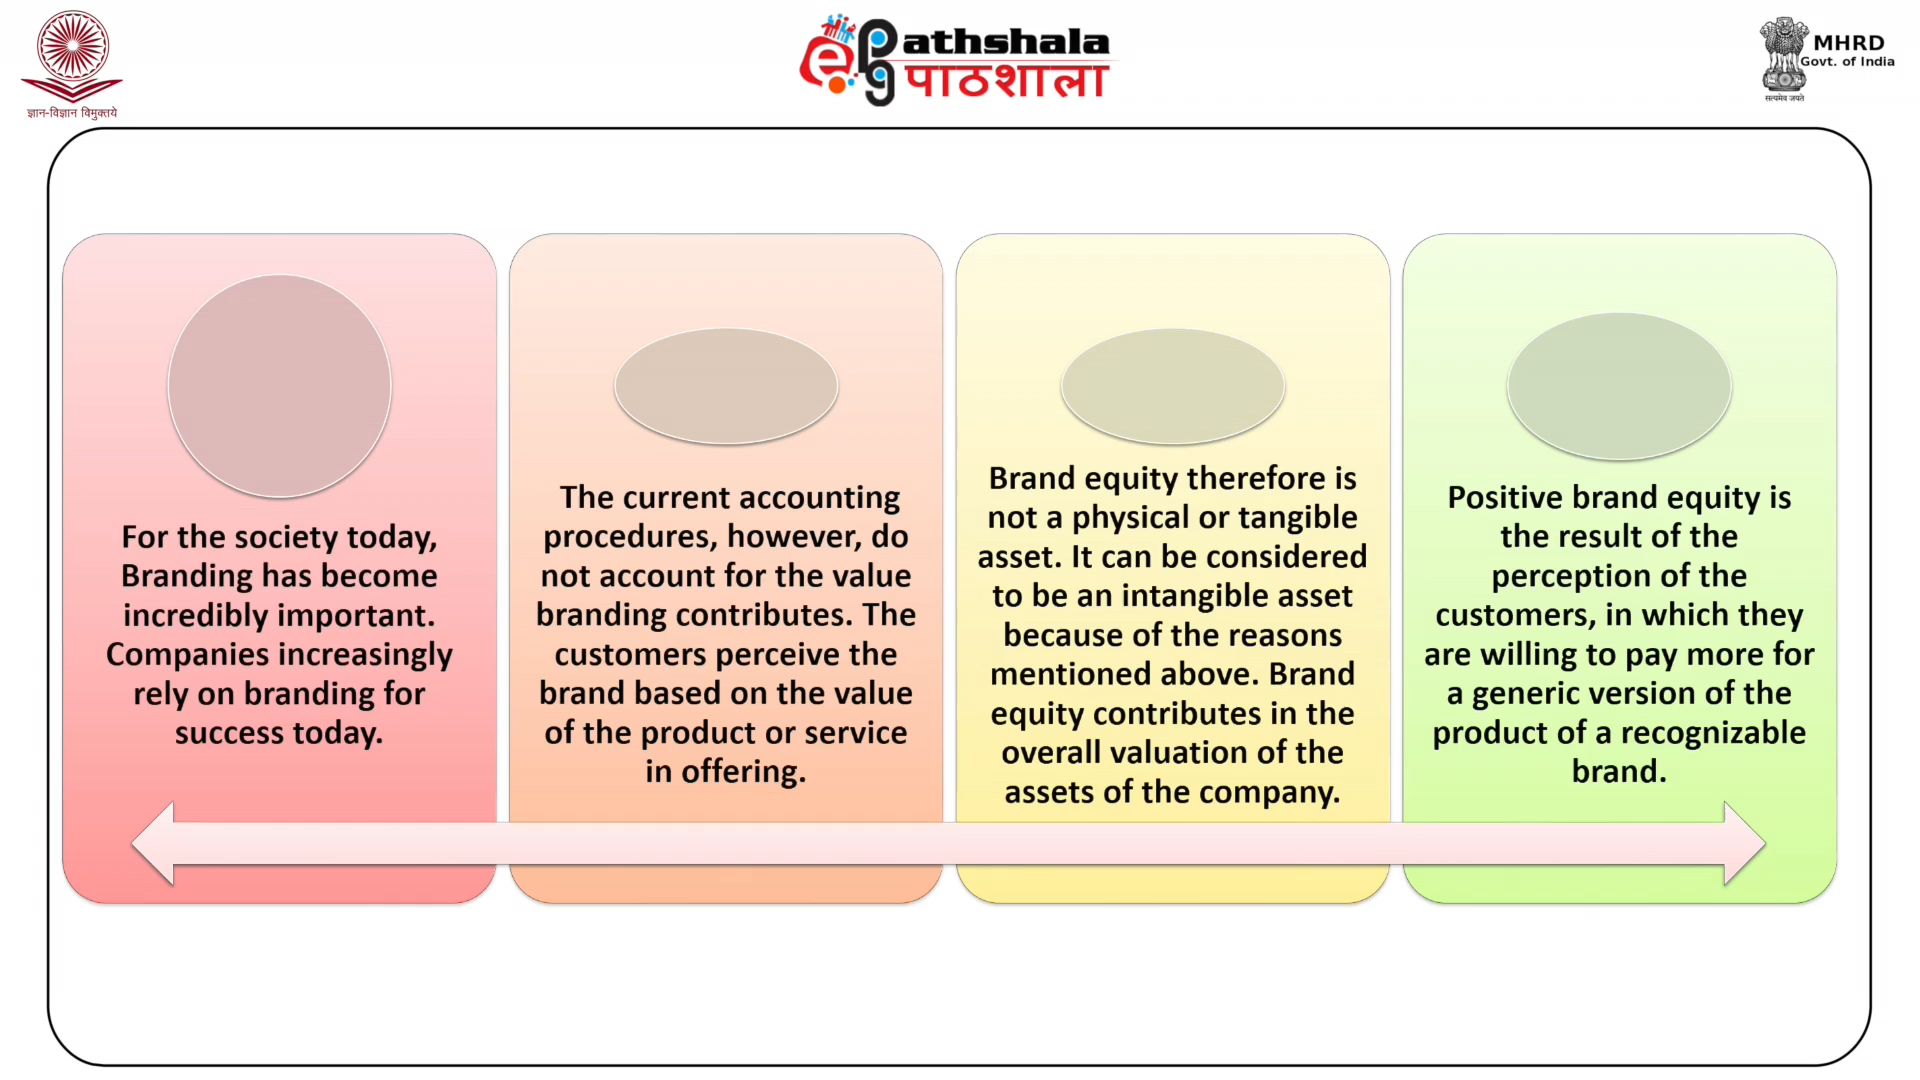 ज्ञान-विज्ञान विमुक्तये
athshala
पाठशाला
MHRD
Govt. of India
सत्यमेव जयते
For the society today,
Branding has become
incredibly important.
Companies increasingly
rely on branding for
success today.
The current accounting
procedures, however, do
not account for the value
branding contributes. The
customers perceive the
brand based on the value
of the product or service
in offering.
Brand equity therefore is
not a physical or tangible
asset. It can be considered
to be an intangible asset
because of the reasons
mentioned above. Brand
equity contributes in the
overall valuation of the
assets of the company.
Positive brand equity is
the result of the
perception of the
customers, in which they
are willing to pay more for
a generic version of the
product of a recognizable
brand.